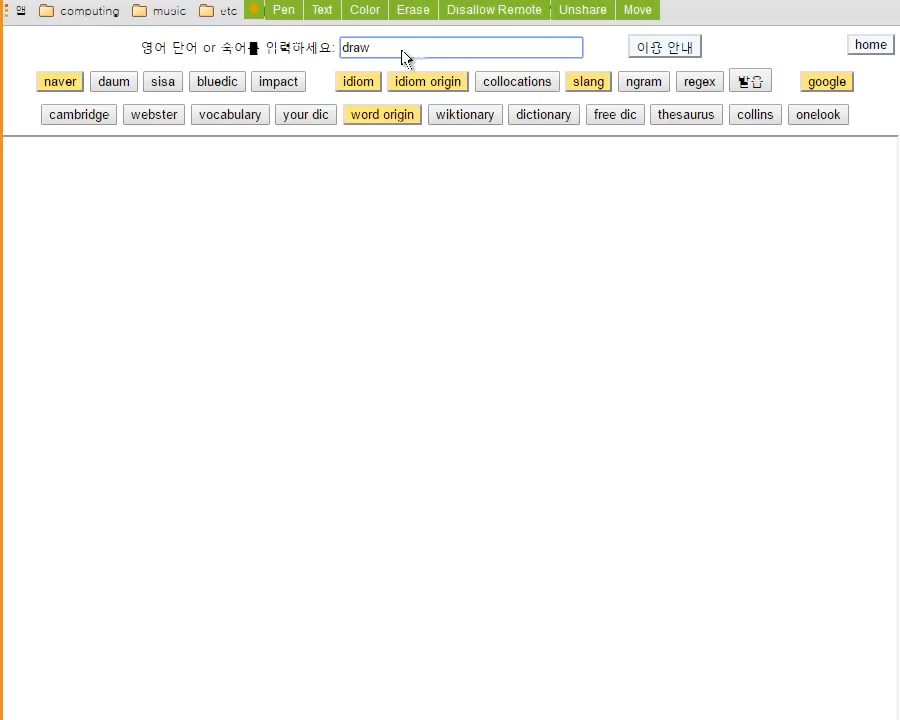 앱 computing music etc Pen Text Color Erase Disallow Remote Unshare Move
영어 단어 or 숙어를 입력하세요: draw 이용 안내 home
naver daum sisa bluedic impact idiom idiom origin collocations slang ngram regex 발음 google
cambridge webster vocabulary your dic word origin wiktionary dictionary free dic thesaurus collins onelook